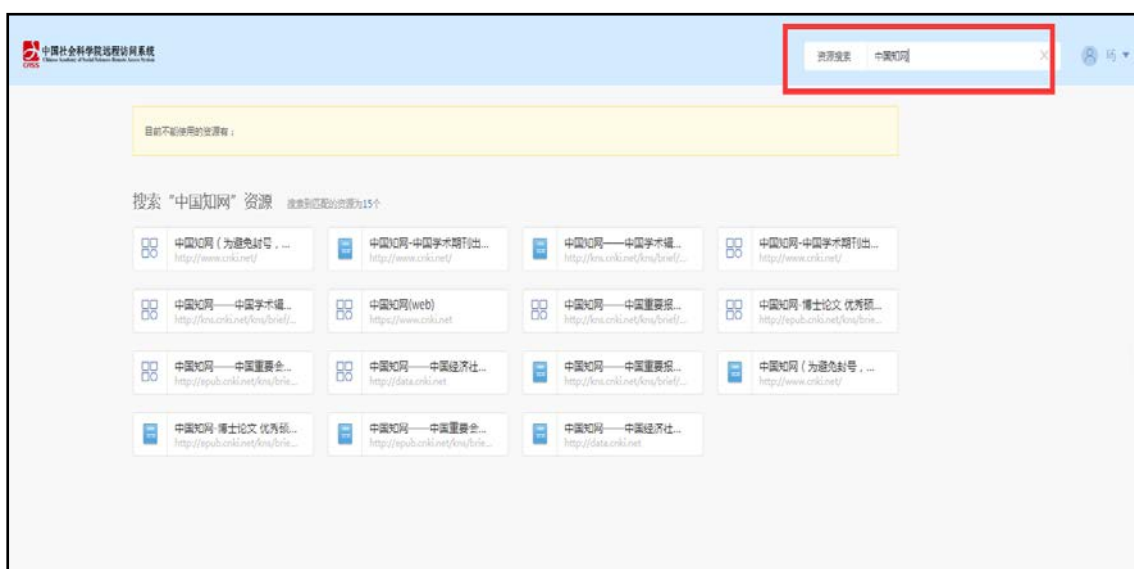 中国社会科学院远程访问系统
Chinese Academy of Social Sciences Remote Access System
CASS
资源搜索 中国知网
目前不能使用的资源有：
搜索“中国知网”资源 搜索到匹配的资源为15个
中国知网（为避免封号，...
http://www.cnki.net/
中国知网-中国学术期刊出...
http://www.cnki.net/
中国知网——中国学术辑...
http://kns.cnki.net/kns/brief/...
中国知网-中国学术期刊出...
http://www.cnki.net/
中国知网——中国学术辑...
http://kns.cnki.net/kns/brief/...
中国知网(web)
https://www.cnki.net
中国知网——中国重要报...
http://kns.cnki.net/kns/brief/...
中国知网-博士论文 优秀硕...
http://epub.cnki.net/kns/brie...
中国知网——中国重要会...
http://epub.cnki.net/kns/brie...
中国知网——中国经济社...
http://data.cnki.net
中国知网——中国重要报...
http://kns.cnki.net/kns/brief/...
中国知网（为避免封号，...
http://www.cnki.net/
中国知网-博士论文 优秀硕...
http://epub.cnki.net/kns/brie...
中国知网——中国重要会...
http://epub.cnki.net/kns/brie...
中国知网——中国经济社...
http://data.cnki.net